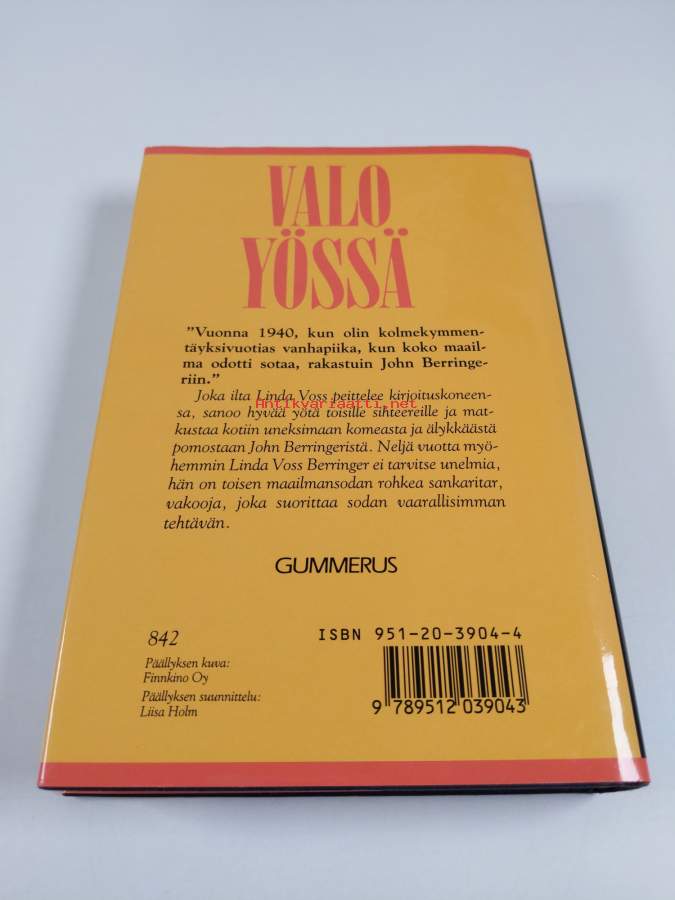 VALO
YÖSSÄ
"Vuonna 1940, kun olin kolmekymmen-
täyksivuotias vanhapiika, kun koko maail-
ma odotti sotaa, rakastuin John Berringe-
riin."
Joka ilta Linda Voss peittelee kirjoituskoneen-
sa, sanoo hyvää yötä toisille sihteereille ja mat-
Antikvariaatti.net
kustaa kotiin uneksimaan komeasta ja älykkäästä
pomostaan John Berringeristä. Neljä vuotta myö-
hemmin Linda Voss Berringer ei tarvitse unelmia,
hän on toisen maailmansodan rohkea sankaritar,
vakooja, joka suorittaa sodan vaarallisimman
tehtävän.
GUMMERUS
842
Päällyksen kuva:
Finnkino Oy
Päällyksen suunnittelu:
Liisa Holm
ISBN 951-20-3904-4
9 789512 039043